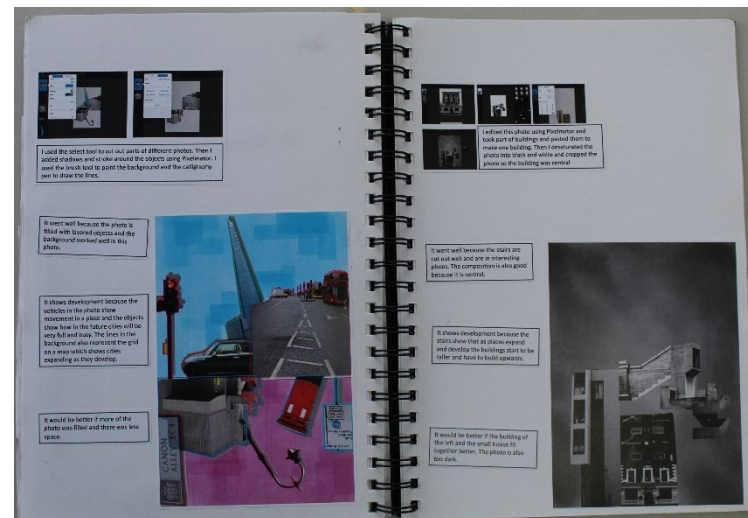 I used the select tool to cut out parts of different photos. Then I
added shadows and stroke around the objects using Pixelmator. I
used the brush tool to paint the background and the calligraphy
pen to draw the lines.
It went well because the photo is
filled with layered objects and the
background worked well in this
photo.
It shows development because the
vehicles in the photo show
movement in a place and the objects
show how in the future cities will be
very full and busy. The lines in the
background also represent the grid
on a map which shows cities
expanding as they develop.
It would be better if more of the
photo was filled and there was less
space.
CANON
ALLEY EC4
I edited this photo using Pixelmator and
took part of buildings and pasted them to
make one building. Then I desaturated the
photo into black and white and cropped the
photo so the building was central
It went well because the stairs are
cut out well and are in interesting
places. The composition is also good
because it is central.
It shows development because the
stairs show that as places expand
and develop the buildings start to be
taller and have to build upwards.
It would be better if the building of
the left and the small house fit
together better. The photo is also
too dark.